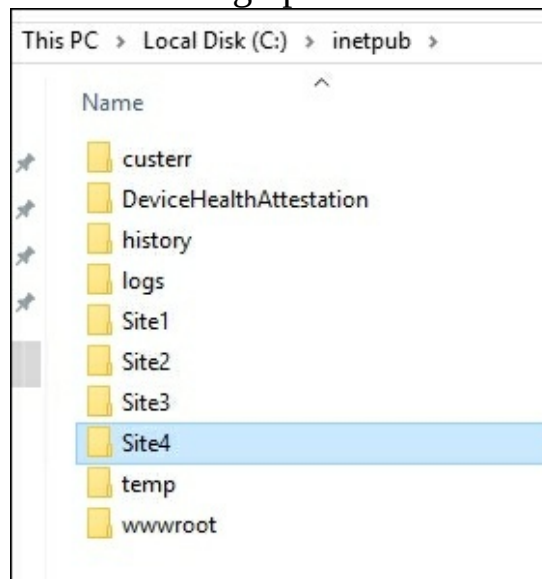 This PC > Local Disk (C:) > inetpub >
Name
custerr
DeviceHealthAttestation
history
logs
Site1
Site2
Site3
Site4
temp
wwwroot